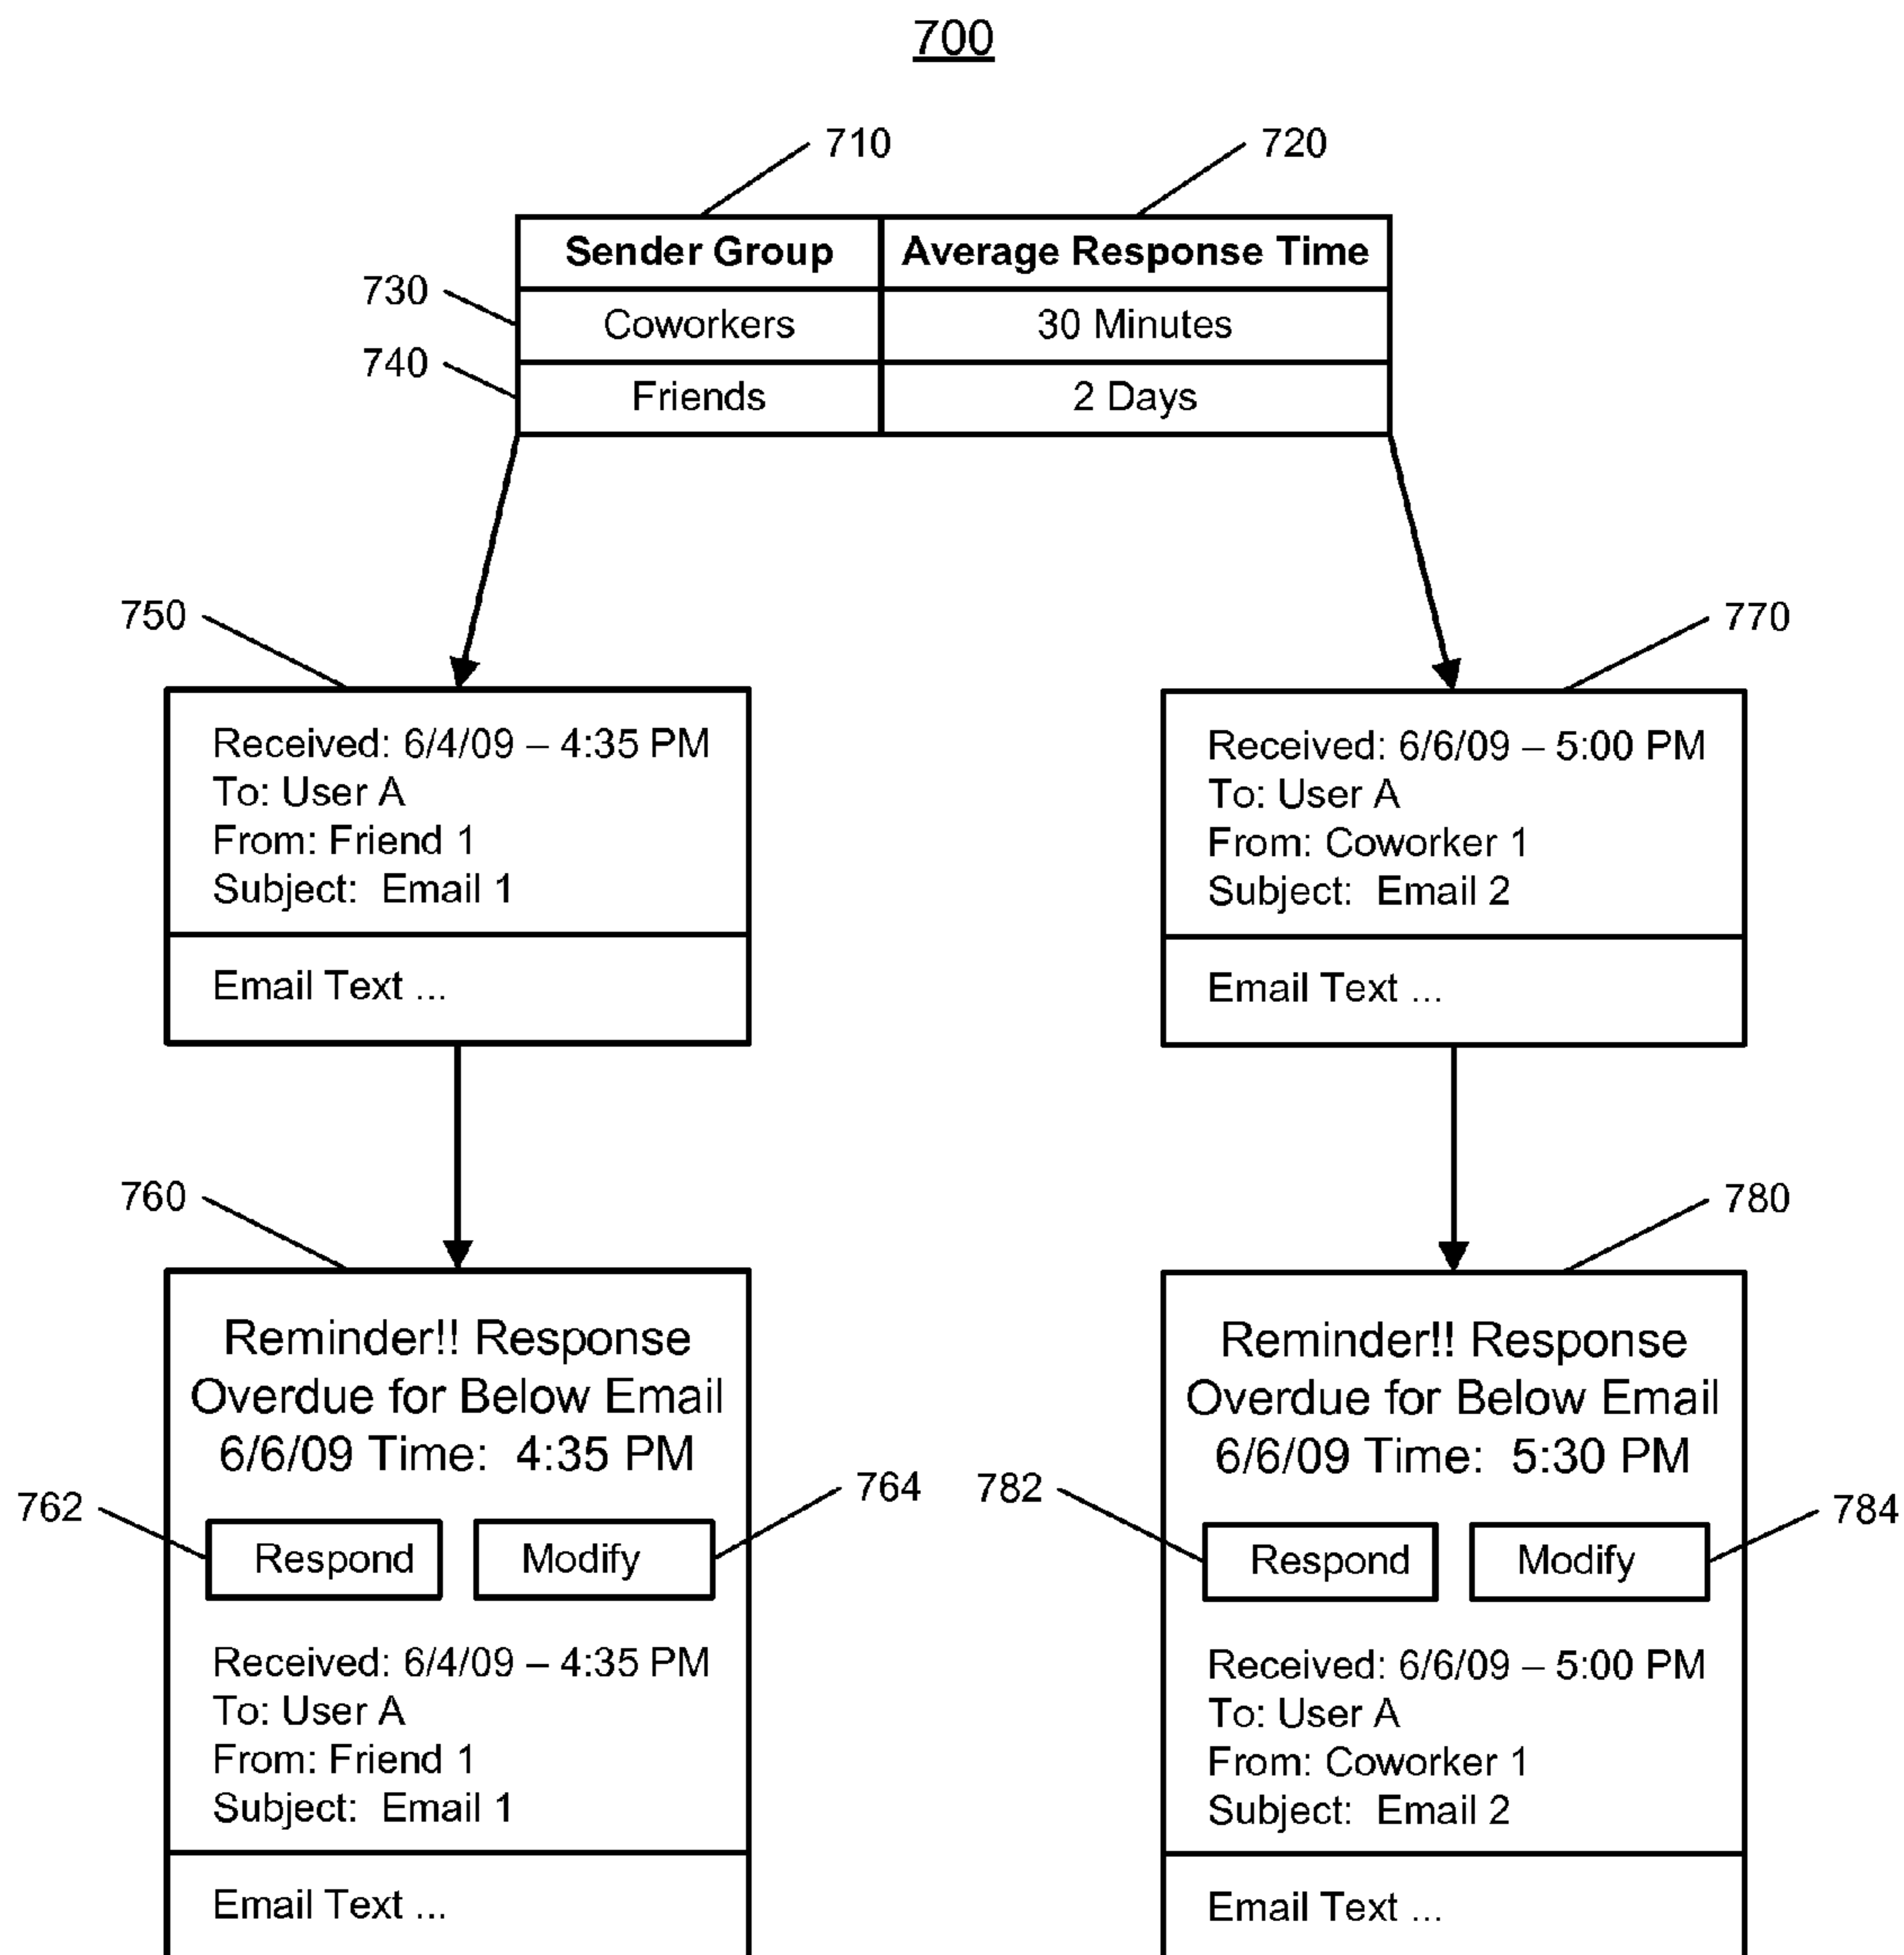 700
710
720
Sender Group Average Response Time
730
Coworkers 30 Minutes
740
Friends 2 Days
750
Received: 6/4/09 – 4:35 PM
To: User A
From: Friend 1
Subject: Email 1
Email Text ...
770
Received: 6/6/09 – 5:00 PM
To: User A
From: Coworker 1
Subject: Email 2
Email Text ...
760
Reminder!! Response
Overdue for Below Email
6/6/09 Time: 4:35 PM
762
764
Respond Modify
Received: 6/4/09 – 4:35 PM
To: User A
From: Friend 1
Subject: Email 1
Email Text ...
780
Reminder!! Response
Overdue for Below Email
6/6/09 Time: 5:30 PM
782
784
Respond Modify
Received: 6/6/09 – 5:00 PM
To: User A
From: Coworker 1
Subject: Email 2
Email Text ...